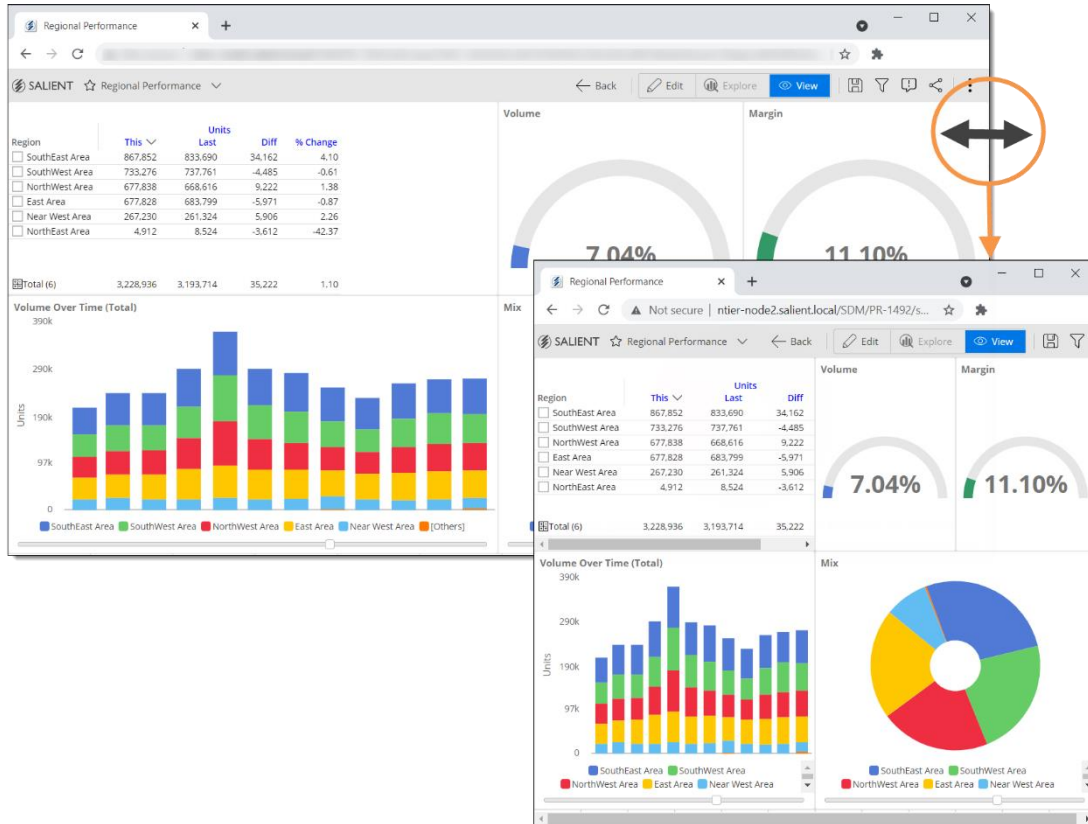 Regional Performance
SALIENT Regional Performance
Back Edit Explore View
Units
Region This Last Diff % Change
SouthEast Area 867,852 833,690 34,162 4.10
SouthWest Area 733,276 737,761 -4,485 -0.61
NorthWest Area 677,838 668,616 9,222 1.38
East Area 677,828 683,799 -5,971 -0.87
Near West Area 267,230 261,324 5,906 2.26
NorthEast Area 4,912 8,524 -3,612 -42.37
Total (6) 3,228,936 3,193,714 35,222 1.10
Volume
7.04%
Margin
11.10%
Volume Over Time (Total)
390k
290k
190k
97k
0
Units
SouthEast Area SouthWest Area NorthWest Area East Area Near West Area [Others]
Mix
Regional Performance
Not secure ntier-node2.salient.local/SDM/PR-1492/s...
SALIENT Regional Performance Back Edit Explore View
Units
Region This Last Diff
SouthEast Area 867,852 833,690 34,162
SouthWest Area 733,276 737,761 -4,485
NorthWest Area 677,838 668,616 9,222
East Area 677,828 683,799 -5,971
Near West Area 267,230 261,324 5,906
NorthEast Area 4,912 8,524 -3,612
Total (6) 3,228,936 3,193,714 35,222
Volume
7.04%
Margin
11.10%
Volume Over Time (Total)
390k
290k
190k
97k
0
Units
SouthEast Area SouthWest Area
NorthWest Area East Area Near West Area
Mix
SouthEast Area SouthWest Area
NorthWest Area East Area Near West Area